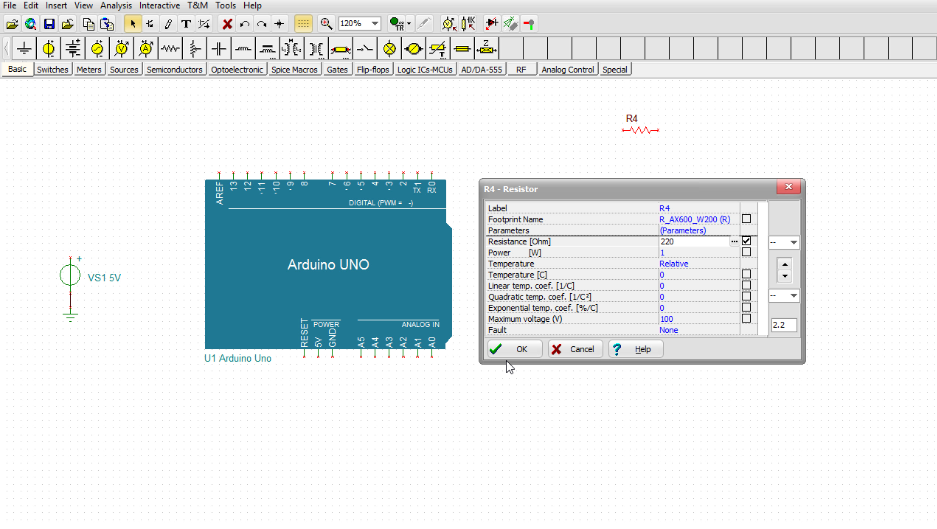 File Edit Insert View Analysis Interactive T&M Tools Help
120%
Basic Switches Meters Sources Semiconductors Optoelectronic Spice Macros Gates Flip-flops Logic ICs-MCUs AD/DA-555 RF Analog Control Special
R4
AREF 13 12 -11 -10 -9 8 7 -6 -5 4 -3 2 1 0
TX RX
DIGITAL (PWM = -)
Arduino UNO
VS1 5V
+
RESET 5V GND A5 A4 A3 A2 A1 A0
POWER ANALOG IN
U1 Arduino Uno
R4 - Resistor
Label R4
Footprint Name R_AX600_W200 (R)
Parameters (Parameters)
Resistance [Ohm] 220 ...
Power [W] 1
Temperature Relative
Temperature [C] 0
Linear temp. coef. [1/C] 0
Quadratic temp. coef. [1/C²] 0
Exponential temp. coef. [%/C] 0
Maximum voltage (V) 100
Fault None
--
--
2.2
OK Cancel Help